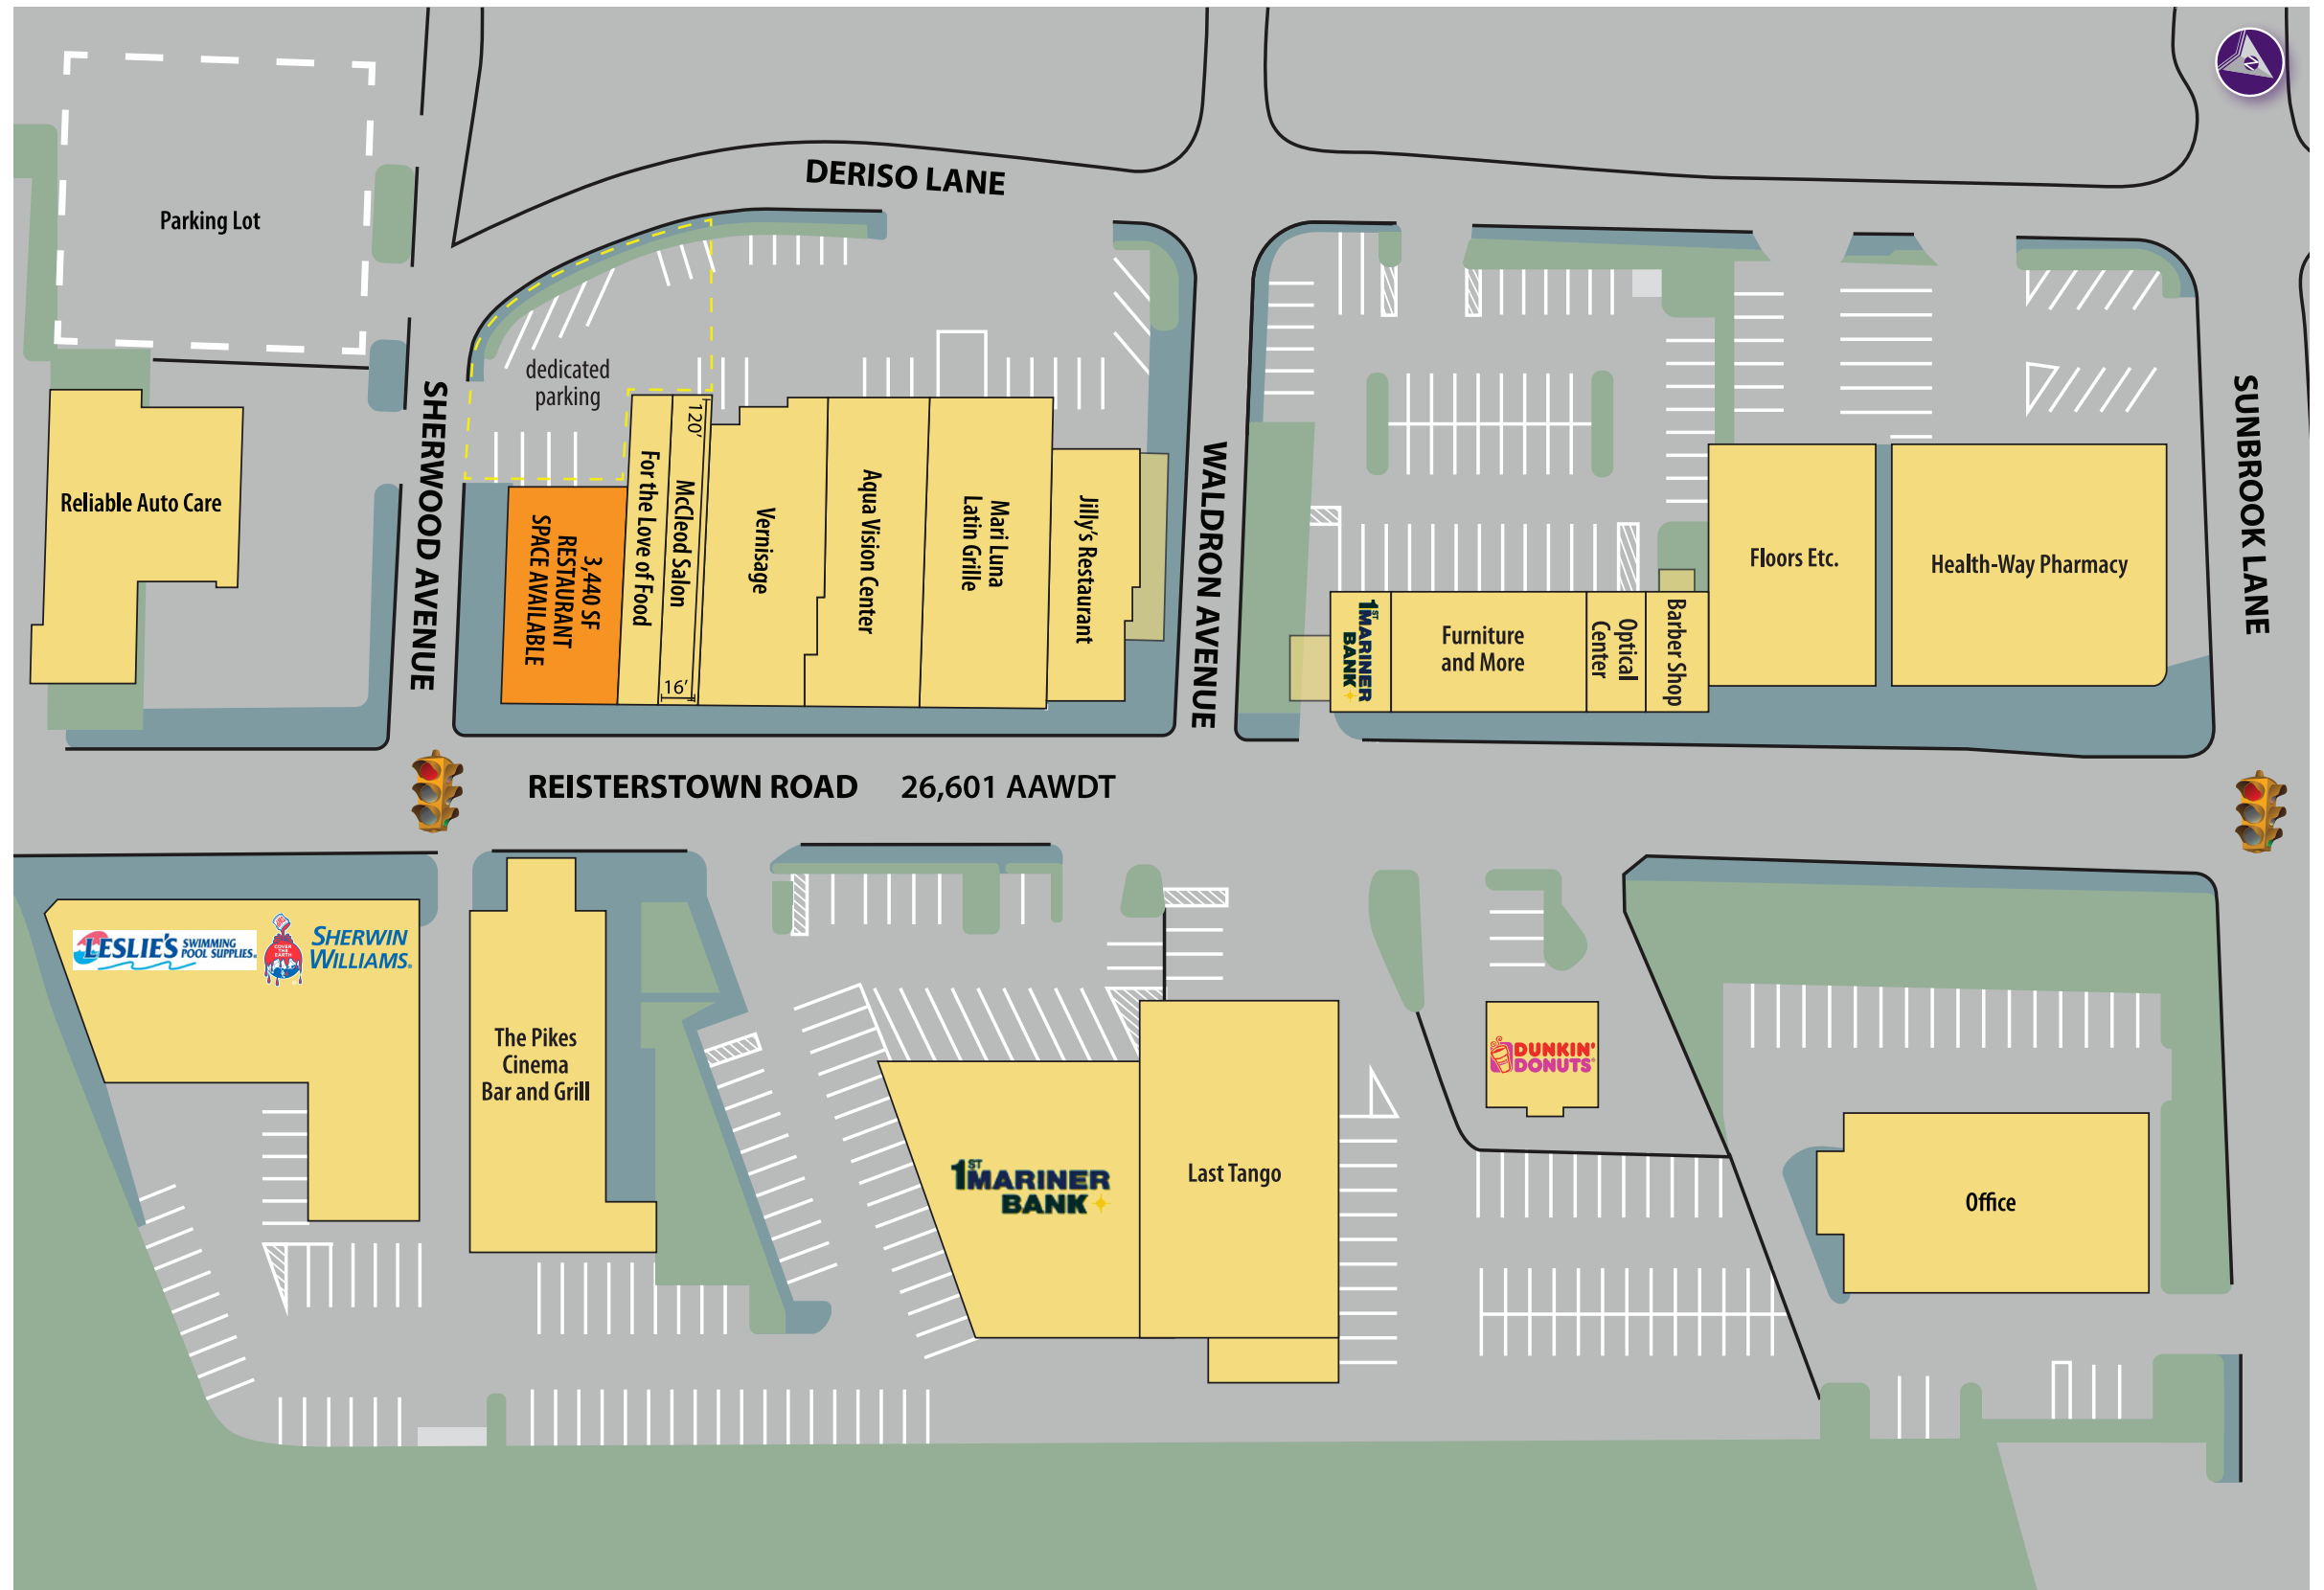 N
DERISO LANE
Parking Lot
dedicated
parking
SHERWOOD AVENUE
Reliable Auto Care
3,440 SF
RESTAURANT
SPACE AVAILABLE
For the Love of Food
120’
McCleod Salon
16’
Vernisage
Aqua Vision Center
Mari Luna
Latin Grille
Jilly’s Restaurant
WALDRON AVENUE
1ST
MARINER
BANK
Furniture
and More
Optical
Center
Barber Shop
Floors Etc.
Health-Way Pharmacy
SUNBROOK LANE
REISTERSTOWN ROAD 26,601 AAWDT
LESLIE'S SWIMMING
POOL SUPPLIES.
COVER
THE
EARTH
SHERWIN
WILLIAMS®
The Pikes
Cinema
Bar and Grill
1ST
MARINER
BANK
Last Tango
DUNKIN'
DONUTS®
Office